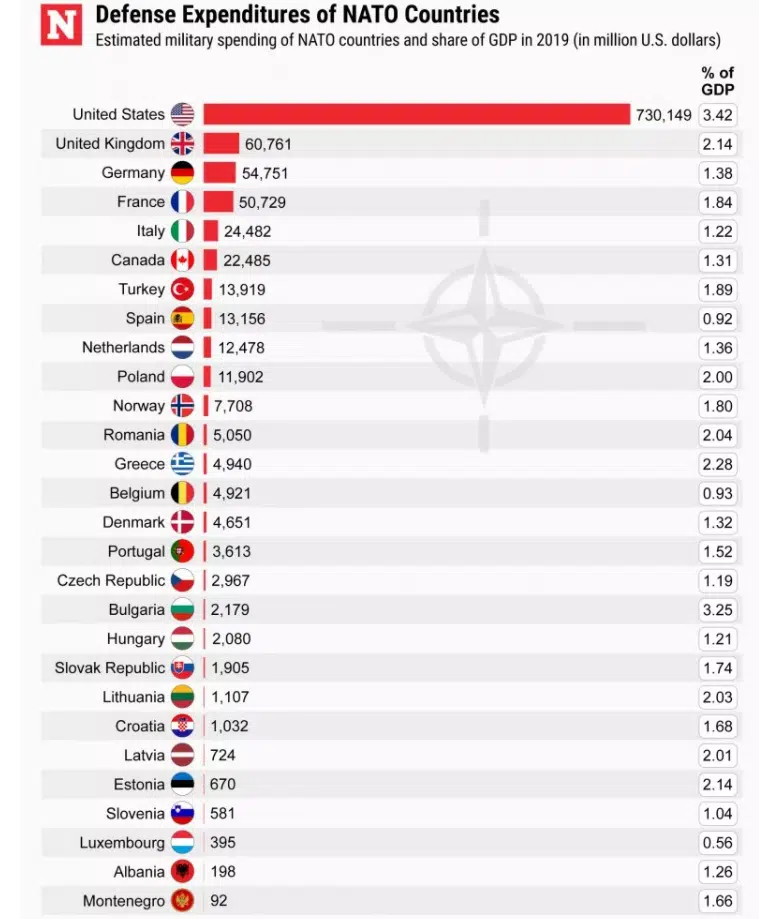 N
Defense Expenditures of NATO Countries
Estimated military spending of NATO countries and share of GDP in 2019 (in million U.S. dollars)
% of
GDP
United States 730,149 3.42
United Kingdom 60,761 2.14
Germany 54,751 1.38
France 50,729 1.84
Italy 24,482 1.22
Canada 22,485 1.31
Turkey 13,919 1.89
Spain 13,156 0.92
Netherlands 12,478 1.36
Poland 11,902 2.00
Norway 7,708 1.80
Romania 5,050 2.04
Greece 4,940 2.28
Belgium 4,921 0.93
Denmark 4,651 1.32
Portugal 3,613 1.52
Czech Republic 2,967 1.19
Bulgaria 2,179 3.25
Hungary 2,080 1.21
Slovak Republic 1,905 1.74
Lithuania 1,107 2.03
Croatia 1,032 1.68
Latvia 724 2.01
Estonia 670 2.14
Slovenia 581 1.04
Luxembourg 395 0.56
Albania 198 1.26
Montenegro 92 1.66